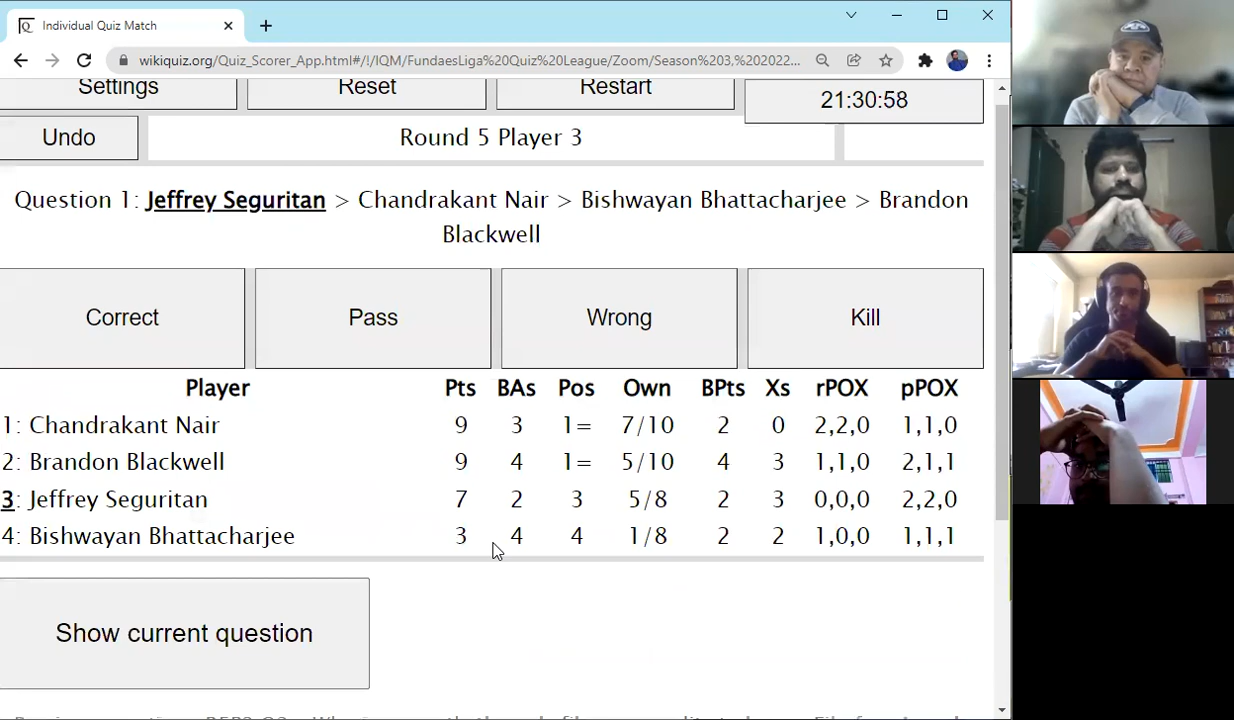 Individual Quiz Match
wikiquiz.org/Quiz_Scorer_App.html#/!/IQM/FundaesLiga%20Quiz%20League/Zoom/Season%203,%202022...
Settings Reset Restart 21:30:58
Undo Round 5 Player 3
Question 1: Jeffrey Seguritan > Chandrakant Nair > Bishwayan Bhattacharjee > Brandon
Blackwell
Correct Pass Wrong Kill
Player Pts BAs Pos Own BPts Xs rPOX pPOX
1: Chandrakant Nair 9 3 1= 7/10 2 0 2,2,0 1,1,0
2: Brandon Blackwell 9 4 1= 5/10 4 3 1,1,0 2,1,1
3: Jeffrey Seguritan 7 2 3 5/8 2 3 0,0,0 2,2,0
4: Bishwayan Bhattacharjee 3 4 4 1/8 2 2 1,0,0 1,1,1
Show current question